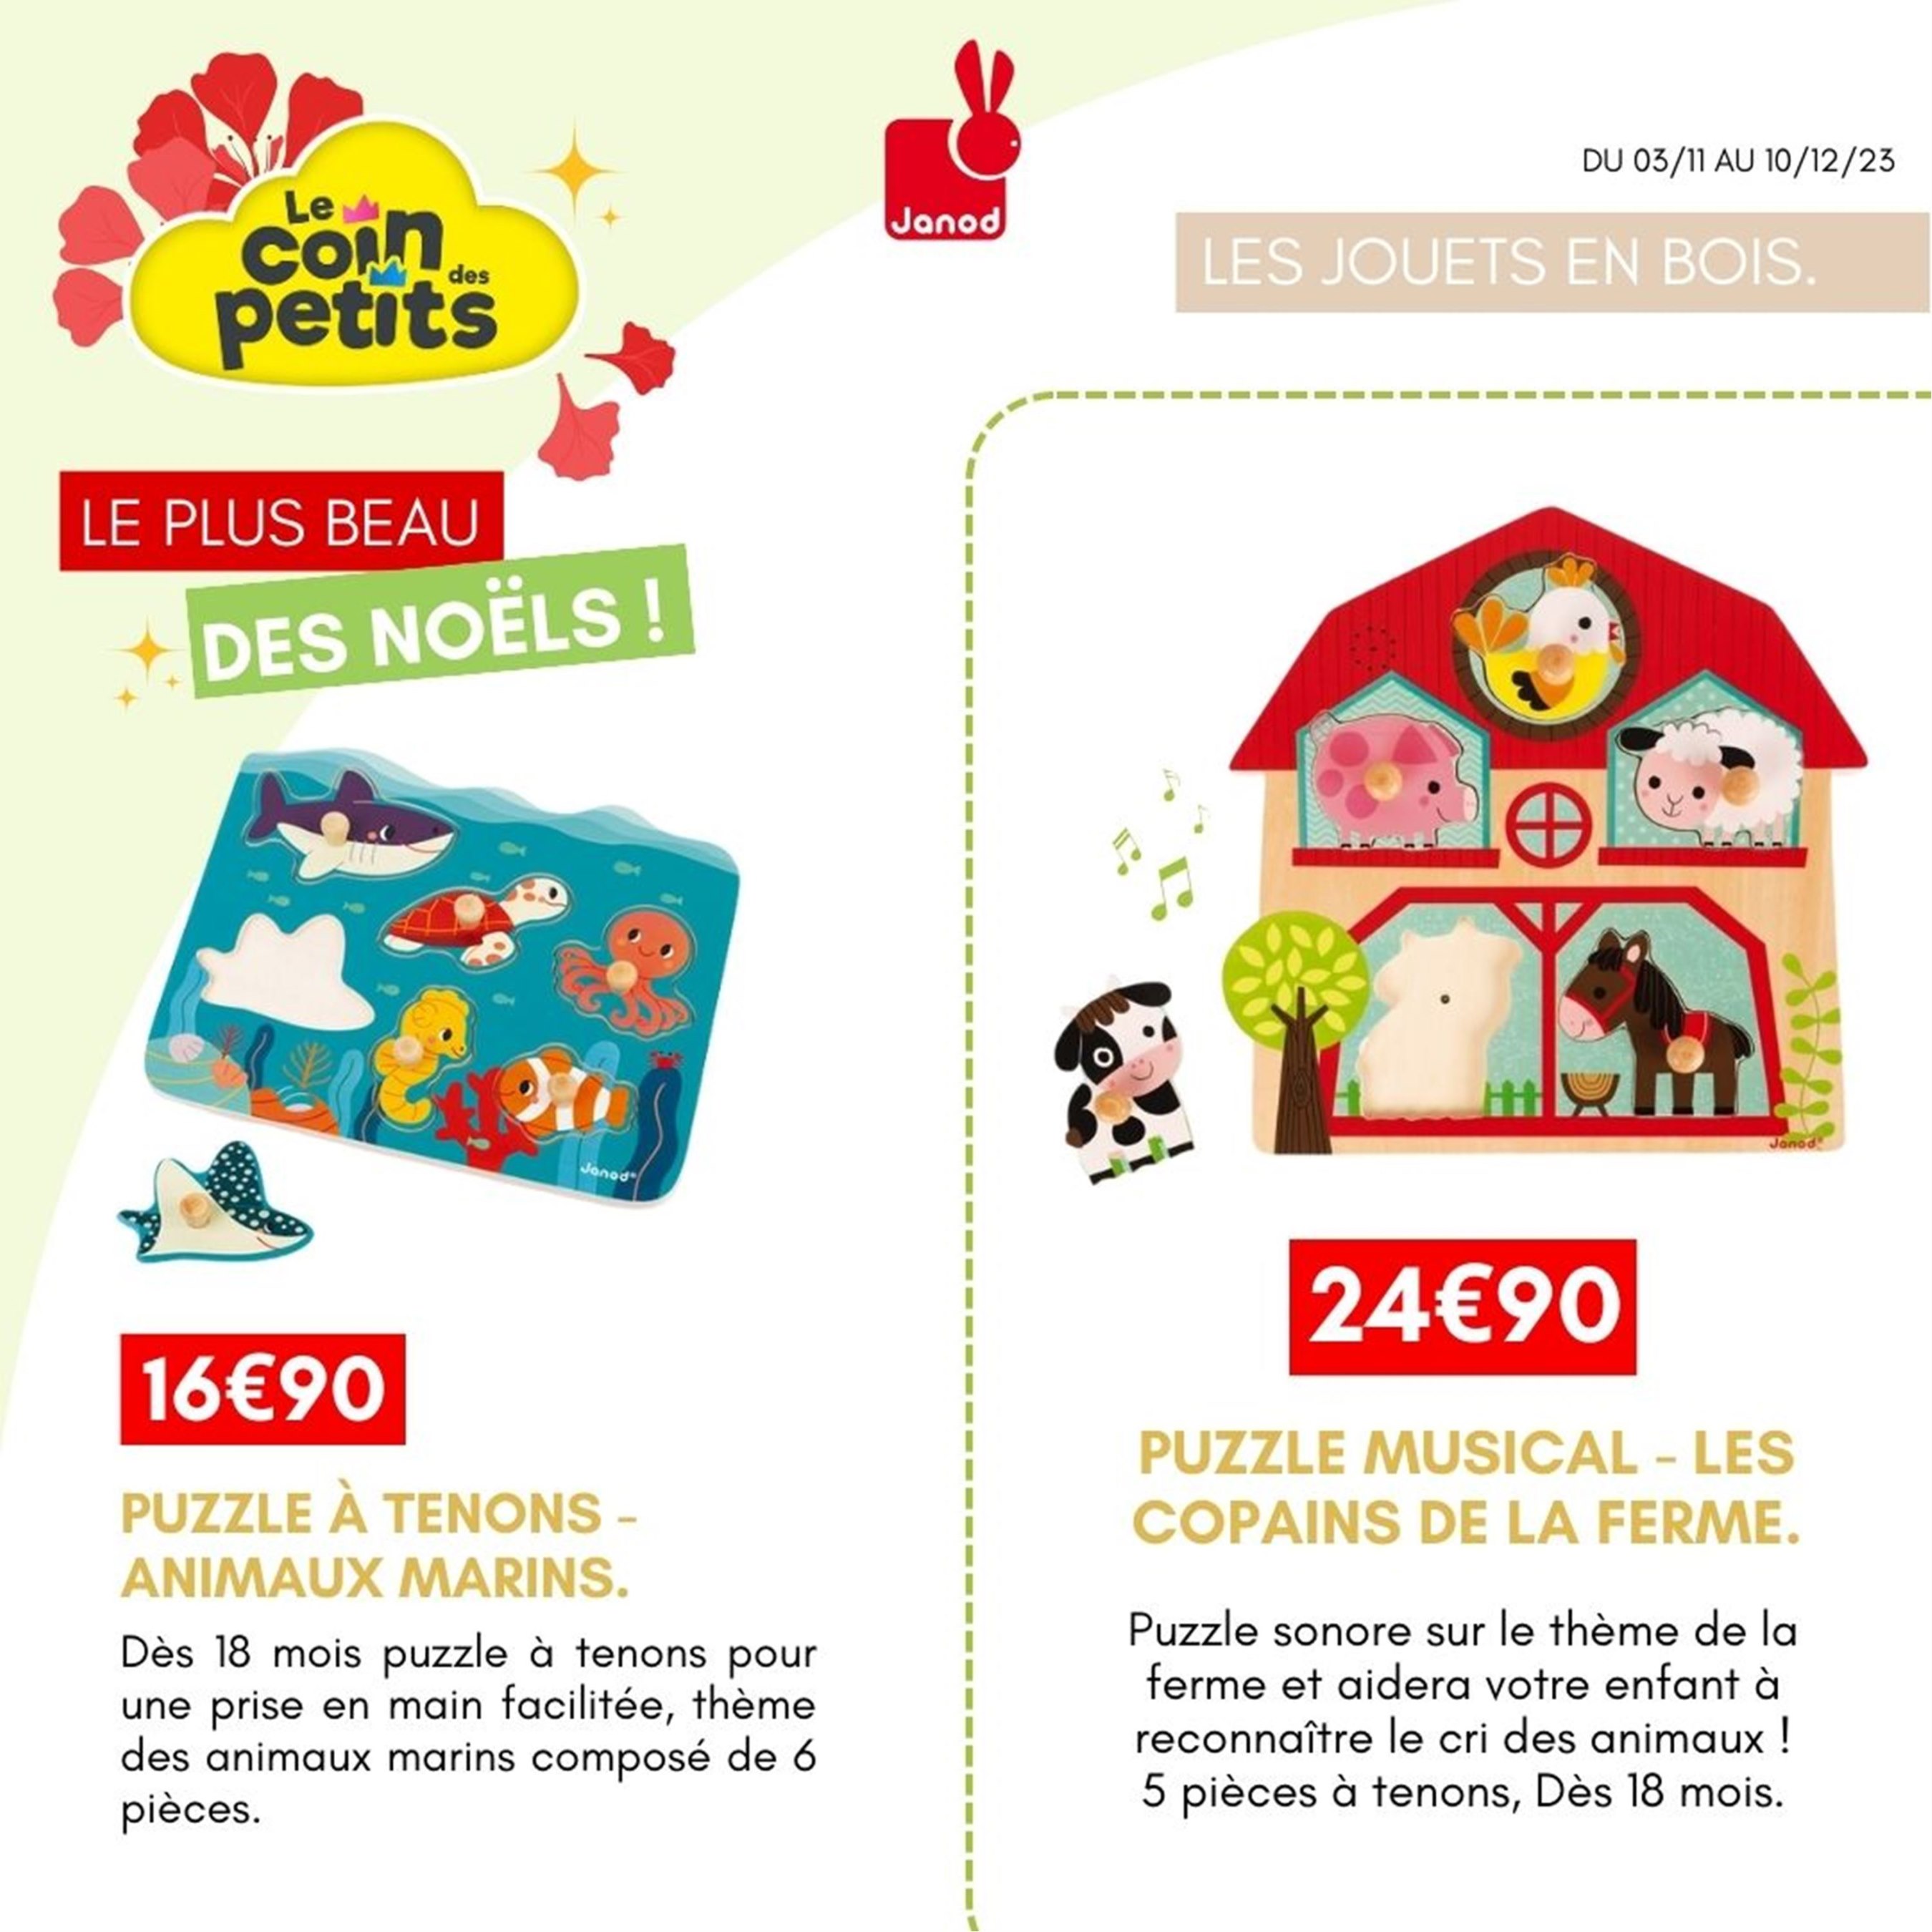 Le
coin
des
petits
Janod
DU 03/11 AU 10/12/23
LES JOUETS EN BOIS.
LE PLUS BEAU
DES NOËLS !
Janod®
16€90
PUZZLE À TENONS -
ANIMAUX MARINS.
Dès 18 mois puzzle à tenons pour
une prise en main facilitée, thème
des animaux marins composé de 6
pièces.
Janod®
24€90
PUZZLE MUSICAL - LES
COPAINS DE LA FERME.
Puzzle sonore sur le thème de la
ferme et aidera votre enfant à
reconnaître le cri des animaux !
5 pièces à tenons, Dès 18 mois.